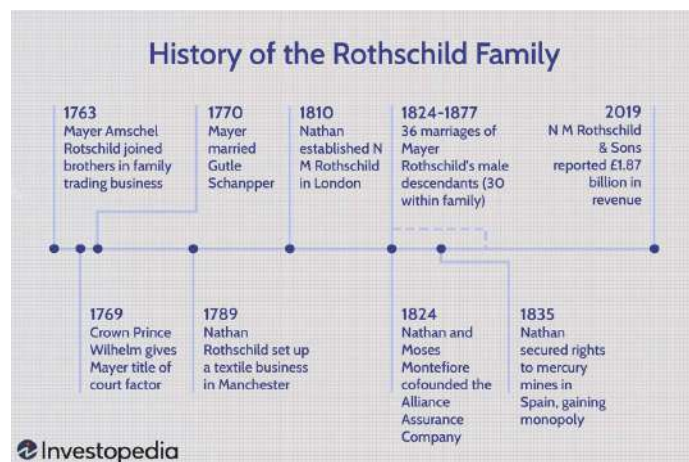 History of the Rothschild Family
1763
Mayer Amschel
Rotschild joined
brothers in family
trading business
1770
Mayer
married
Gutle
Schanpper
1810
Nathan
established N
M Rothschild
in London
1824-1877
36 marriages of
Mayer
Rothschild's male
descendants (30
within family)
2019
N M Rothschild
& Sons
reported £1.87
billion in
revenue
1769
Crown Prince
Wilhelm gives
Mayer title of
court factor
1789
Nathan
Rothschild set up
a textile business
in Manchester
1824
Nathan and
Moses
Montefiore
cofounded the
Alliance
Assurance
Company
1835
Nathan
secured rights
to mercury
mines in
Spain, gaining
monopoly
Investopedia